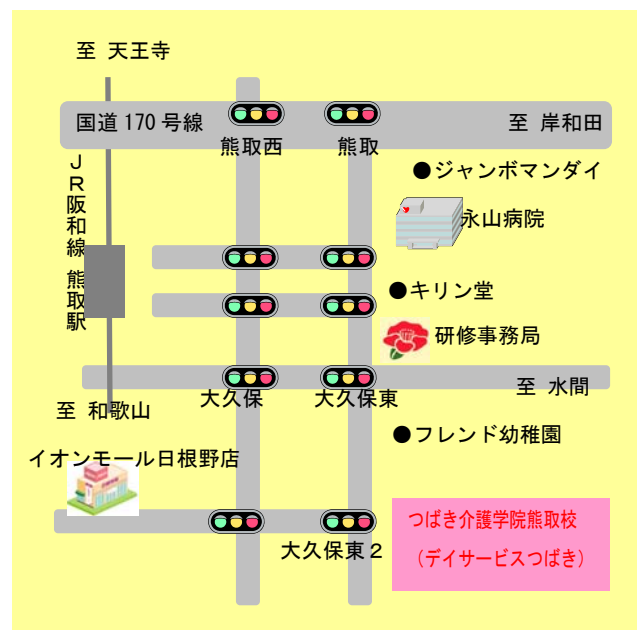 至 天王寺
国道170号線
至 岸和田
熊取西
熊取
●ジャンボマンダイ
JR阪和線 熊取駅
永山病院
●キリン堂
研修事務局
大久保
大久保東
至 水間
至 和歌山
●フレンド幼稚園
イオンモール日根野店
つばき介護学院熊取校
(デイサービスつばき)
大久保東2